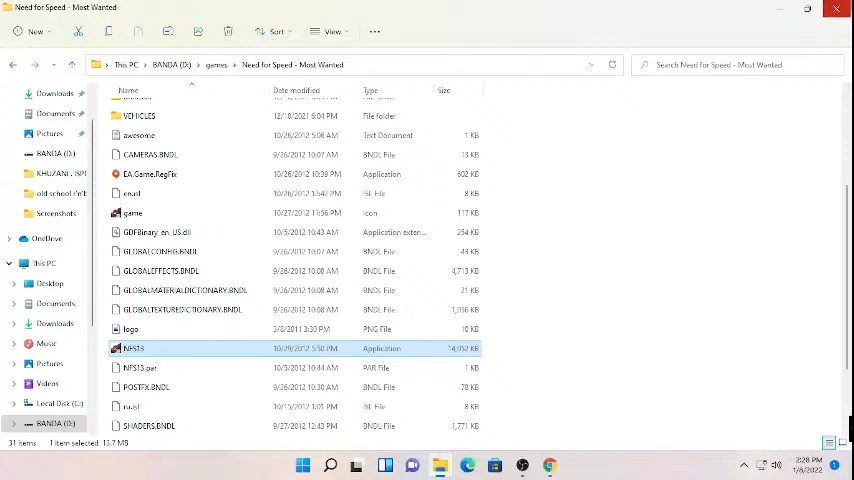 Need for Speed - Most Wanted
New
Sort
View
This PC > BANDA (D:) > games > Need for Speed - Most Wanted
Search Need for Speed - Most Wanted
Name Date modified Type Size
VEHICLES 12/18/2021 6:04 PM File folder
awesome 10/26/2012 5:06 AM Text Document 1 KB
CAMERAS.BNDL 9/26/2012 10:07 AM BNDL File 13 KB
EA.Game.RegFix 10/26/2012 10:39 PM Application 602 KB
en.isl 10/26/2012 12:42 PM ISL File 8 KB
game 10/27/2012 11:56 PM Icon 117 KB
GDFBinary_en_US.dll 10/5/2012 10:43 AM Application exten... 254 KB
GLOBALCONFIG.BNDL 9/26/2012 10:07 AM BNDL File 43 KB
GLOBALEFFECTS.BNDL 9/26/2012 10:08 AM BNDL File 4,713 KB
GLOBALMATERIALDICTIONARY.BNDL 9/26/2012 10:08 AM BNDL File 21 KB
GLOBALTEXTUREDICTIONARY.BNDL 9/26/2012 10:08 AM BNDL File 1,056 KB
logo 3/8/2011 3:30 PM PNG File 10 KB
NFS13 10/29/2012 5:50 PM Application 14,052 KB
NFS13.par 10/5/2012 10:44 AM PAR File 1 KB
POSTFX.BNDL 9/26/2012 10:30 AM BNDL File 78 KB
ru.isl 10/15/2012 1:01 PM ISL File 8 KB
SHADERS.BNDL 9/27/2012 12:43 PM BNDL File 1,771 KB
Downloads
Documents
Pictures
BANDA (D:)
KHUZANI . ISPO
old school r'n'b
Screenshots
OneDrive
This PC
Desktop
Documents
Downloads
Music
Pictures
Videos
Local Disk (C:)
BANDA (D:)
31 items 1 item selected 13.7 MB
2:28 PM
1/8/2022
1